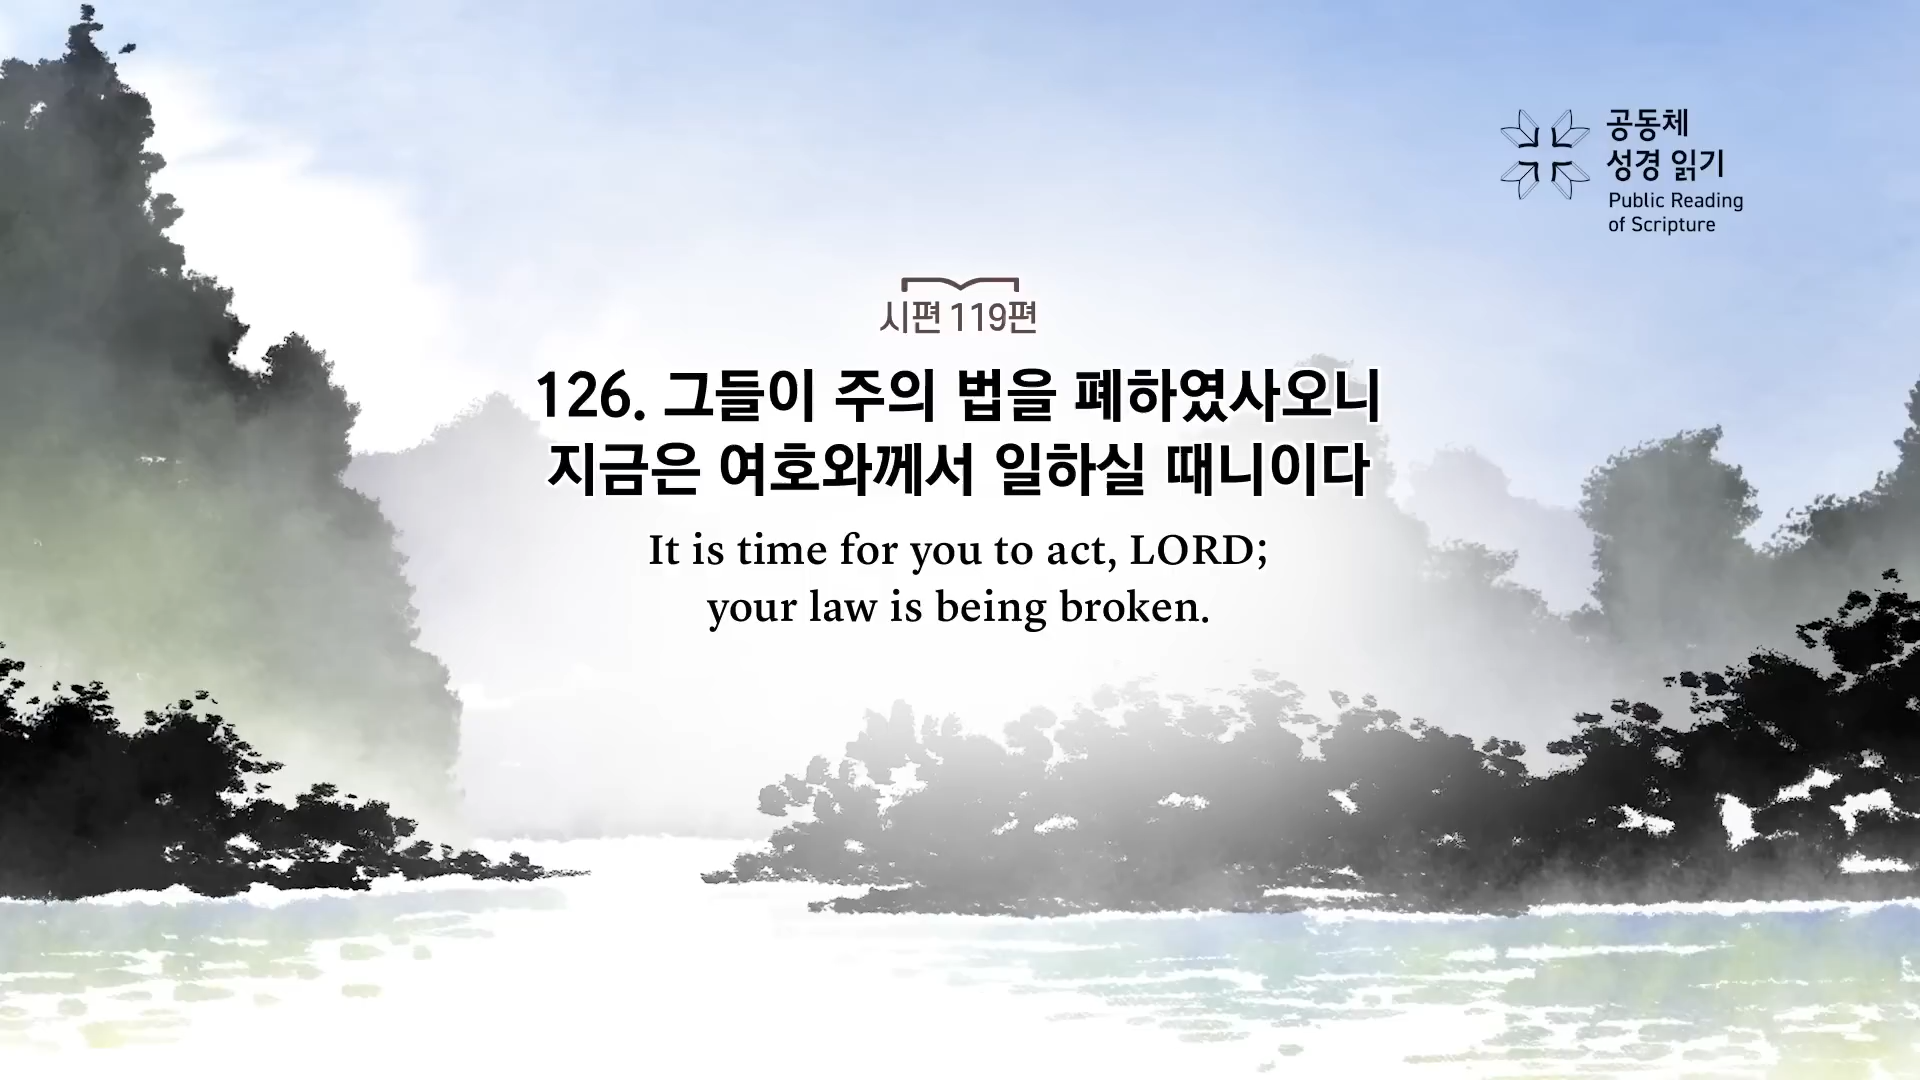 공동체
성경 읽기
Public Reading
of Scripture
시편 119편
126. 그들이 주의 법을 폐하였사오니
지금은 여호와께서 일하실 때니이다
It is time for you to act, LORD;
your law is being broken.